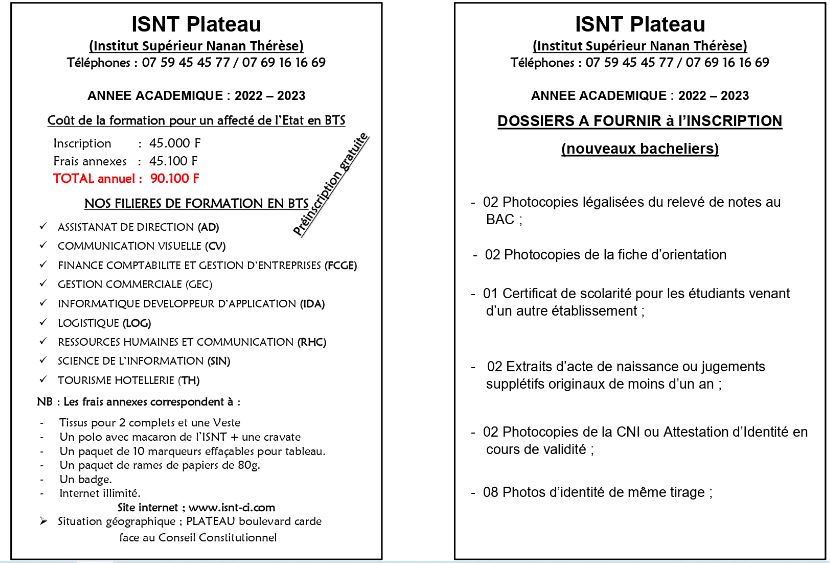 ISNT Plateau
(Institut Supérieur Nanan Thérèse)
Téléphones : 07 59 45 45 77 / 07 69 16 16 69
ANNEE ACADEMIQUE : 2022 – 2023
Coût de la formation pour un affecté de l'Etat en BTS
Inscription : 45.000 F
Frais annexes : 45.100 F
TOTAL annuel : 90.100 F
Préinscription gratuite
NOS FILIERES DE FORMATION EN BTS
✓ ASSISTANAT DE DIRECTION (AD)
✓ COMMUNICATION VISUELLE (CV)
✓ FINANCE COMPTABILITE ET GESTION D'ENTREPRISES (FCGE)
✓ GESTION COMMERCIALE (GEC)
✓ INFORMATIQUE DEVELOPPEUR D'APPLICATION (IDA)
✓ LOGISTIQUE (LOG)
✓ RESSOURCES HUMAINES ET COMMUNICATION (RHC)
✓ SCIENCE DE L'INFORMATION (SIN)
✓ TOURISME HOTELLERIE (TH)
NB : Les frais annexes correspondent à :
- Tissus pour 2 complets et une Veste
- Un polo avec macaron de l'ISNT + une cravate
- Un paquet de 10 marqueurs effaçables pour tableau.
- Un paquet de rames de papiers de 80g.
- Un badge.
- Internet illimité.
Site internet ; www.isnt-ci.com
➢ Situation géographique ; PLATEAU boulevard carde
face au Conseil Constitutionnel
ISNT Plateau
(Institut Supérieur Nanan Thérèse)
Téléphones : 07 59 45 45 77 / 07 69 16 16 69
ANNEE ACADEMIQUE : 2022 – 2023
DOSSIERS A FOURNIR à l'INSCRIPTION
(nouveaux bacheliers)
- 02 Photocopies légalisées du relevé de notes au
BAC ;
- 02 Photocopies de la fiche d'orientation
- 01 Certificat de scolarité pour les étudiants venant
d'un autre établissement ;
- 02 Extraits d'acte de naissance ou jugements
supplétifs originaux de moins d'un an ;
- 02 Photocopies de la CNI ou Attestation d'Identité en
cours de validité ;
- 08 Photos d'identité de même tirage ;